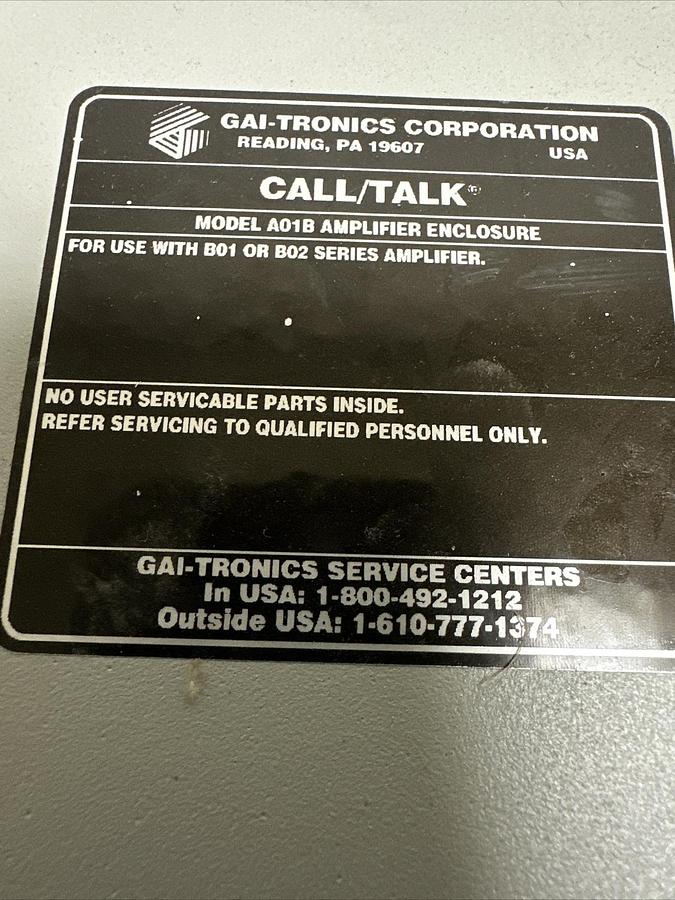 GAI-TRONICS CORPORATION
READING, PA 19607 USA
CALL/TALK®
MODEL A01B AMPLIFIER ENCLOSURE
FOR USE WITH B01 OR B02 SERIES AMPLIFIER.
NO USER SERVICABLE PARTS INSIDE.
REFER SERVICING TO QUALIFIED PERSONNEL ONLY.
GAI-TRONICS SERVICE CENTERS
In USA: 1-800-492-1212
Outside USA: 1-610-777-1374